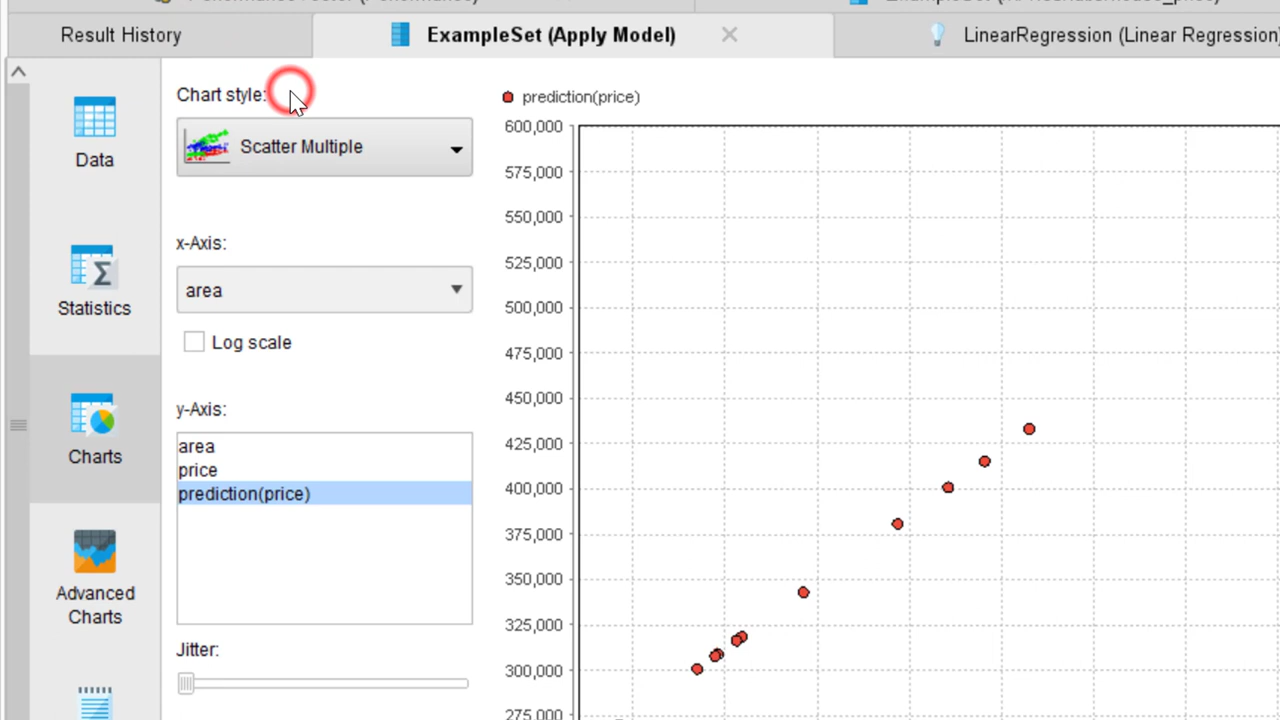 Result History
ExampleSet (Apply Model)
LinearRegression (Linear Regression)
Chart style:
Scatter Multiple
x-Axis:
area
Log scale
y-Axis:
area
price
prediction(price)
Jitter:
Data
Statistics
Charts
Advanced
Charts
prediction(price)
600,000
575,000
550,000
525,000
500,000
475,000
450,000
425,000
400,000
375,000
350,000
325,000
300,000
275,000